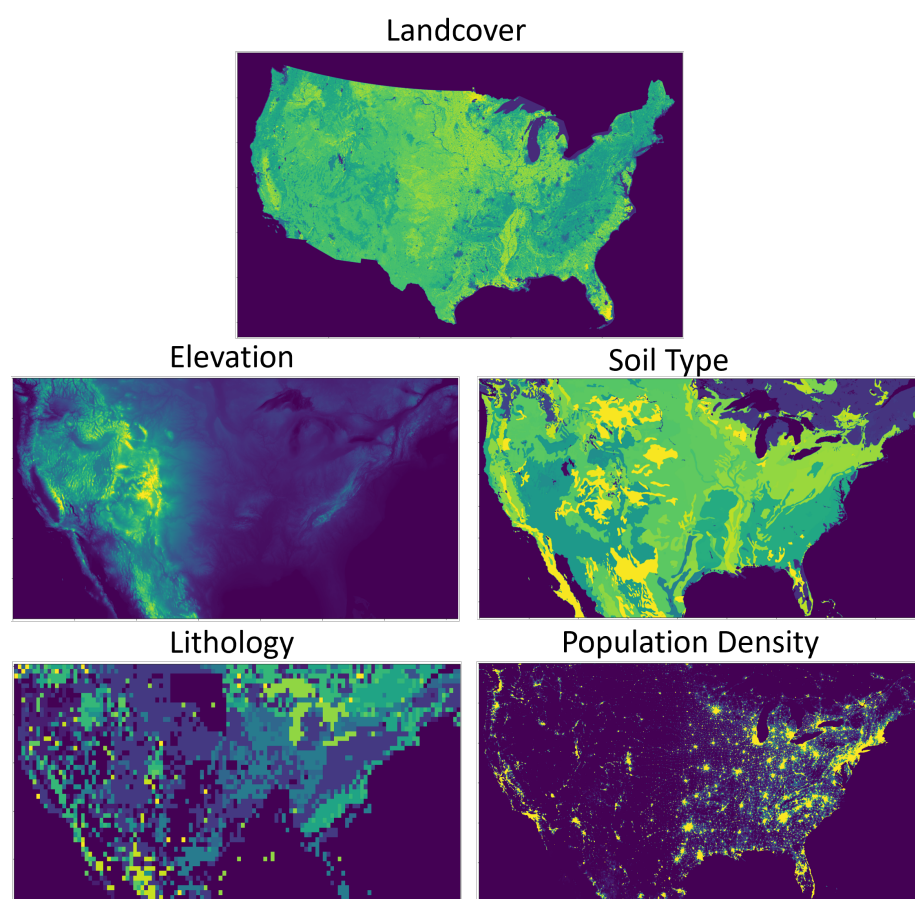 Landcover
Elevation
Soil Type
Lithology
Population Density